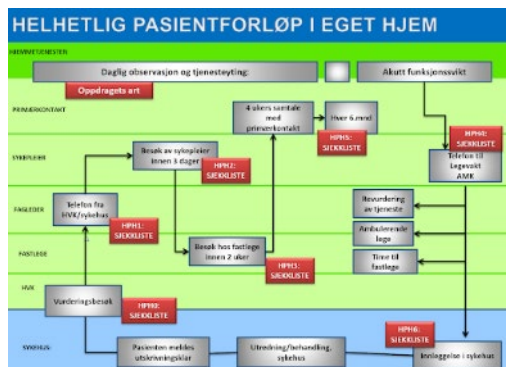 HELHETLIG PASIENTFORLØP I EGET HJEM
HJEMMETJENESTEN
Daglig observasjon og tjenesteyting:
Akutt funksjonssvikt
Oppdragets art
PRIMÆRKONTAKT
4 ukers samtale
med
primærkontakt
Hver 6.mnd
HPH5:
SJEKKLISTE
HPH4:
SJEKKLISTE
SYKEPLEIER
Besøk av sykepleier
innen 3 dager
HPH2:
SJEKKLISTE
Telefon til
Legevakt
AMK
FAGLEDER
Telefon fra
HVK/sykehus
HPH1:
SJEKKLISTE
Revurdering
av tjeneste
Ambulerende
lege
FASTLEGE
Besøk hos fastlege
innen 2 uker
HPH3:
SJEKKLISTE
Time til
fastlege
HVK
Vurderingsbesøk
HPH0:
SJEKKLISTE
HPH6:
SJEKKLISTE
SYKEHUS
Pasienten meldes
utskrivningsklar
Utredning/behandling,
sykehus
Innleggelse i sykehus